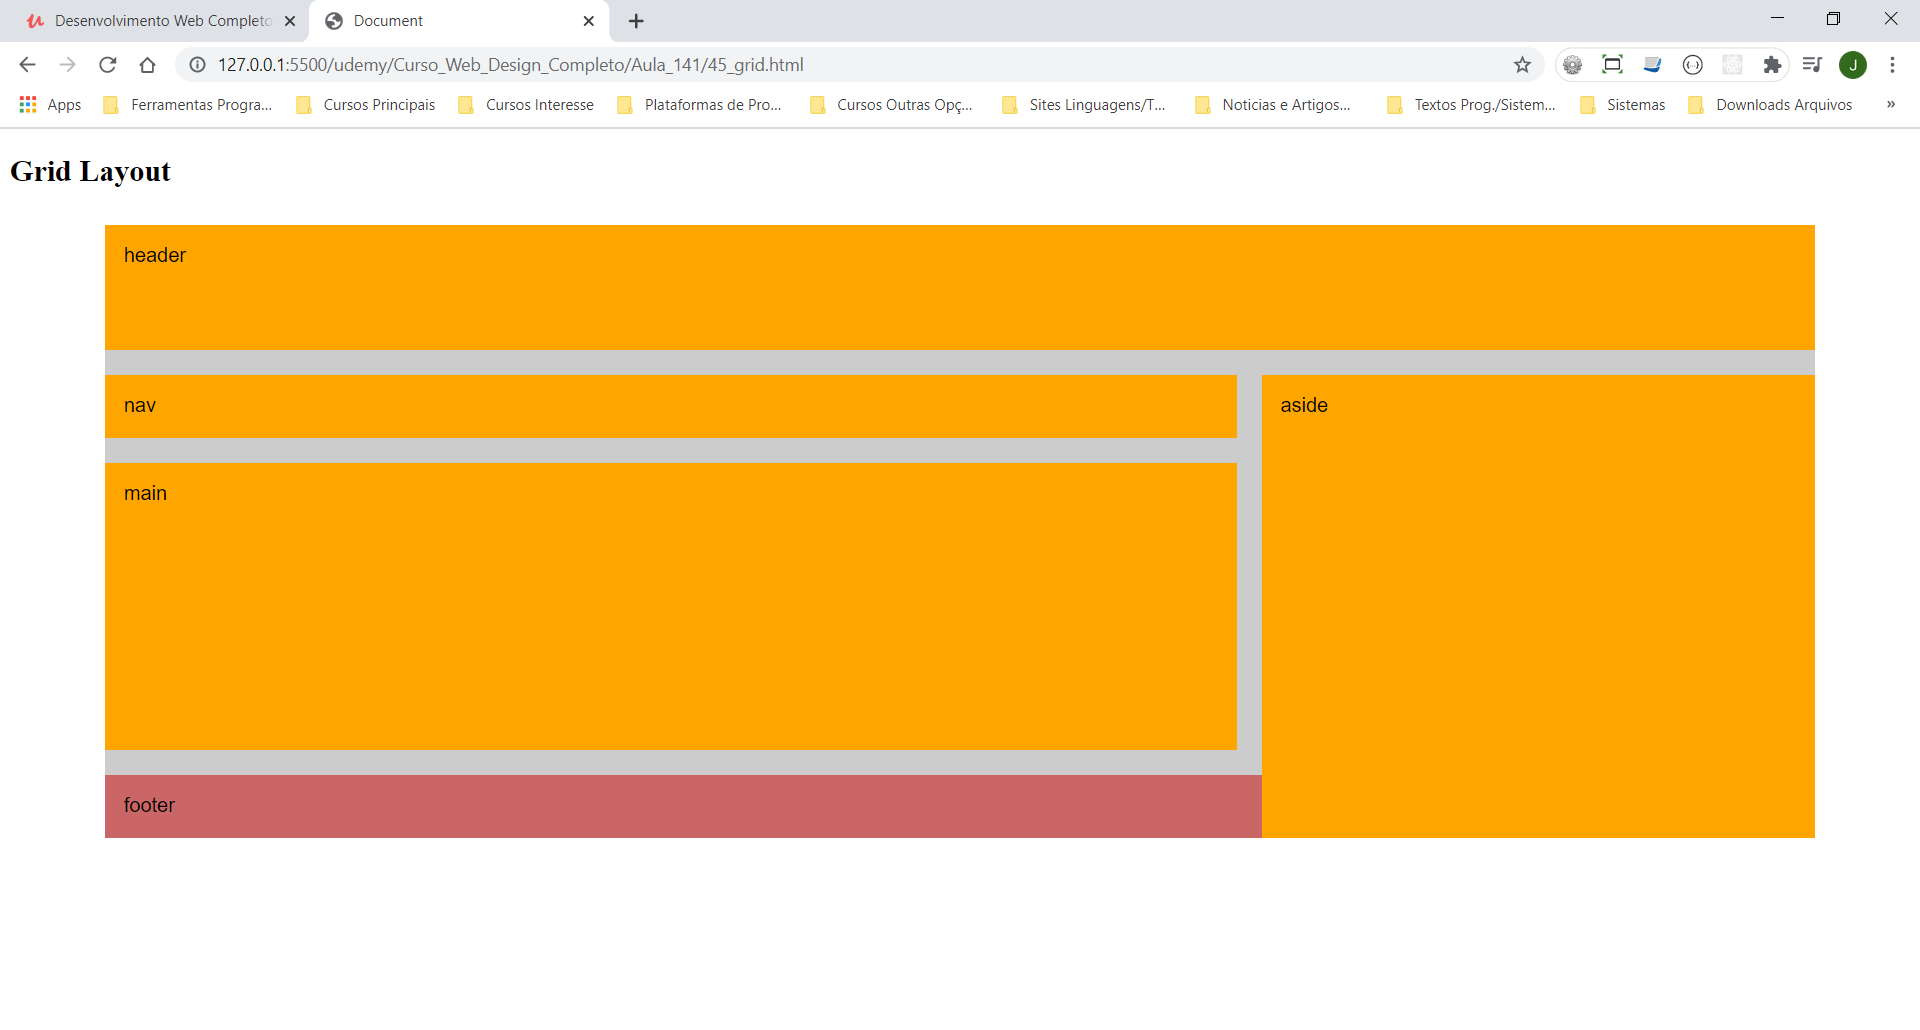 Desenvolvimento Web Completo
Document
127.0.0.1:5500/udemy/Curso_Web_Design_Completo/Aula_141/45_grid.html
J
Apps
Ferramentas Progra...
Cursos Principais
Cursos Interesse
Plataformas de Pro...
Cursos Outras Opç...
Sites Linguagens/T...
Noticias e Artigos...
Textos Prog./Sistem...
Sistemas
Downloads Arquivos
»
Grid Layout
header
nav
aside
main
footer